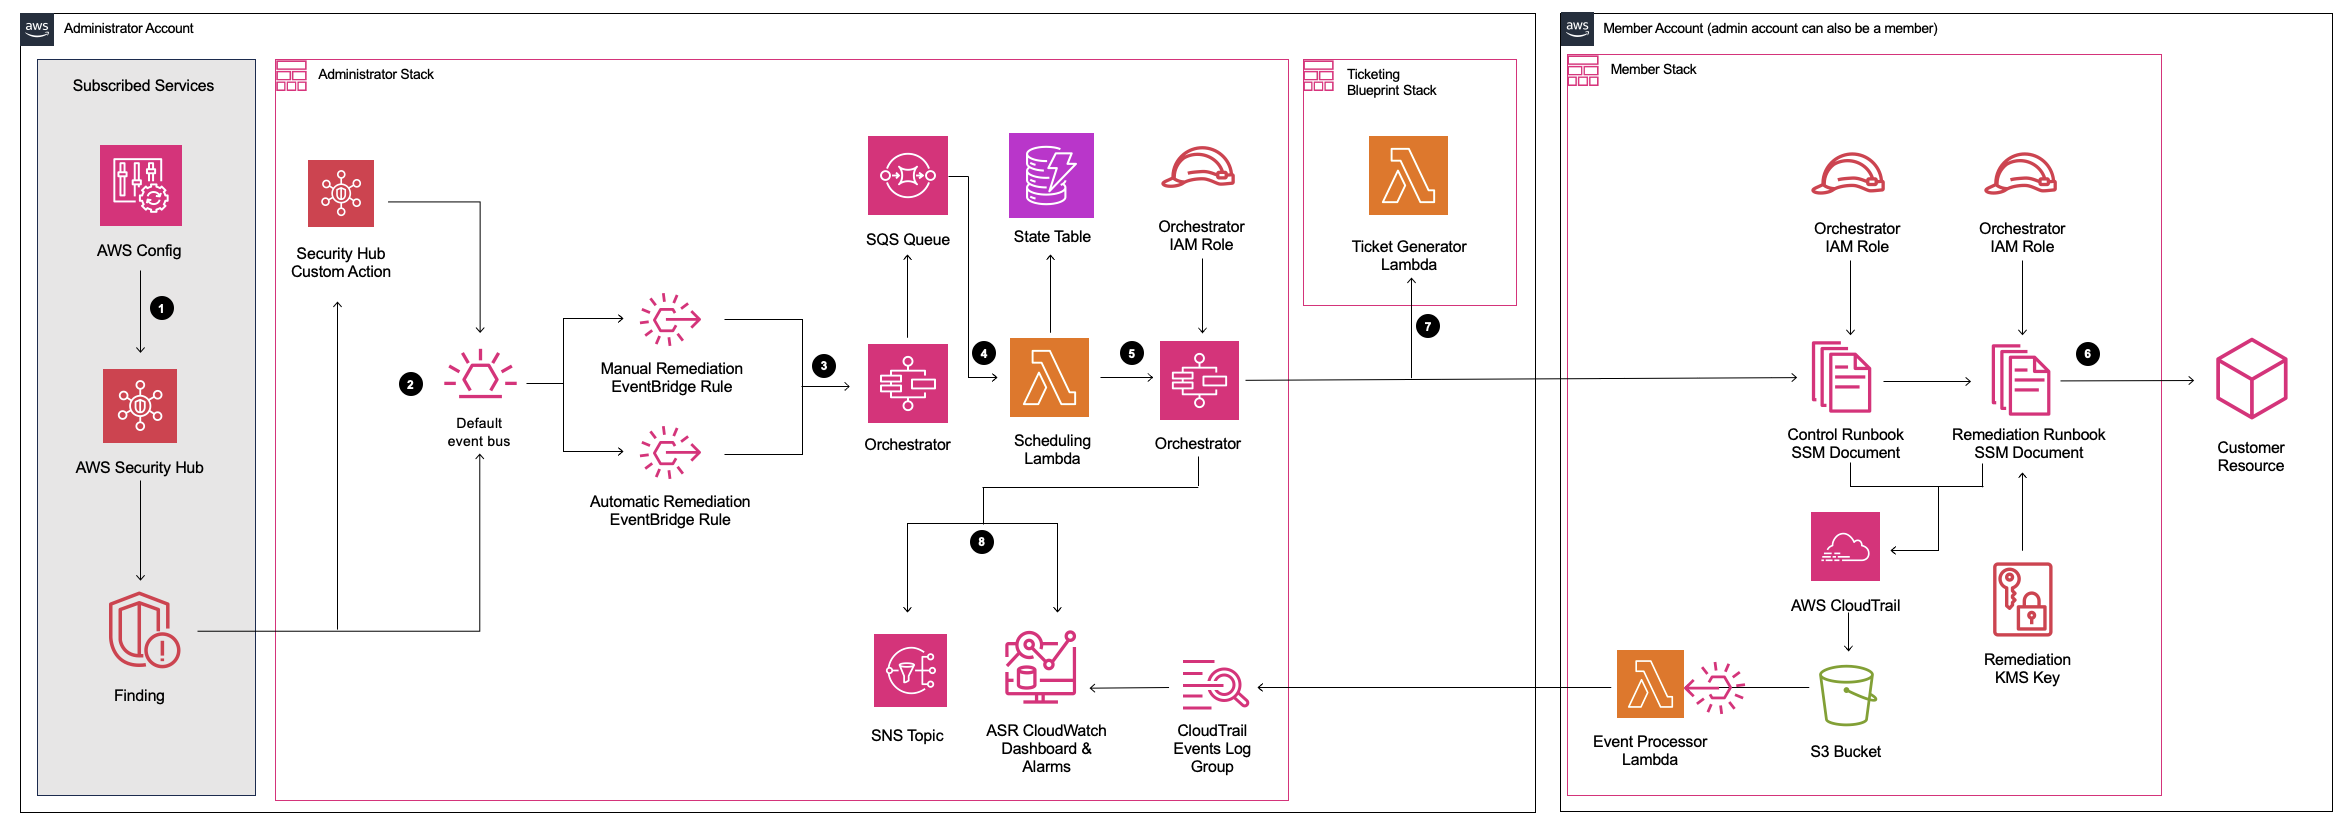 aws
Administrator Account
Subscribed Services
AWS Config
1
AWS Security Hub
Finding
Administrator Stack
Security Hub
Custom Action
2
Default
event bus
Manual Remediation
EventBridge Rule
Automatic Remediation
EventBridge Rule
3
SQS Queue
Orchestrator
4
State Table
Scheduling
Lambda
5
Orchestrator
IAM Role
Orchestrator
8
SNS Topic
ASR CloudWatch
Dashboard &
Alarms
CloudTrail
Events Log
Group
Ticketing
Blueprint Stack
Ticket Generator
Lambda
7
aws
Member Account (admin account can also be a member)
Member Stack
Orchestrator
IAM Role
Orchestrator
IAM Role
Control Runbook
SSM Document
Remediation Runbook
SSM Document
6
Customer
Resource
AWS CloudTrail
Remediation
KMS Key
Event Processor
Lambda
S3 Bucket